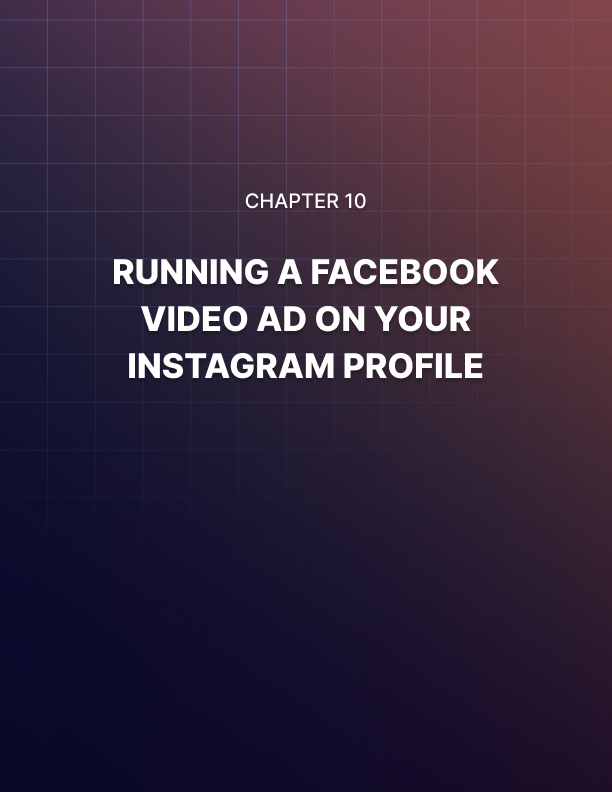 CHAPTER 10
RUNNING A FACEBOOK
VIDEO AD ON YOUR
INSTAGRAM PROFILE